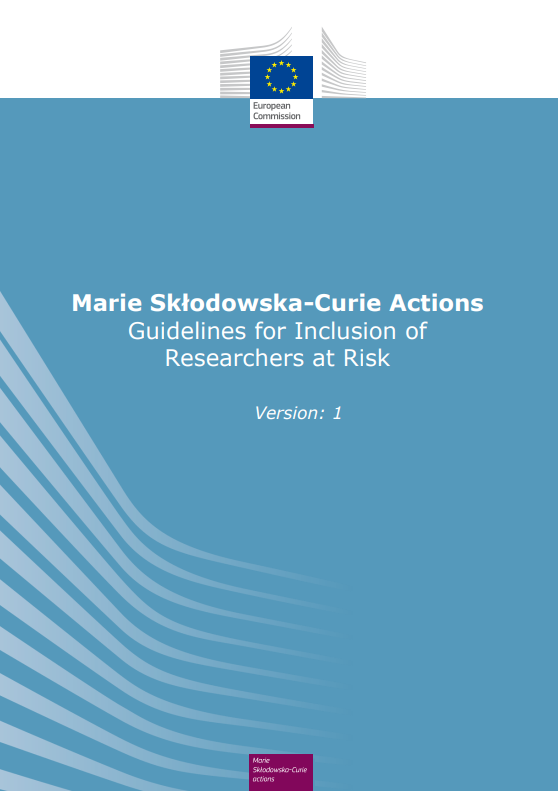 European
Commission
Marie Skłodowska-Curie Actions
Guidelines for Inclusion of
Researchers at Risk
Version: 1
Marie
Skłodowska-Curie
actions